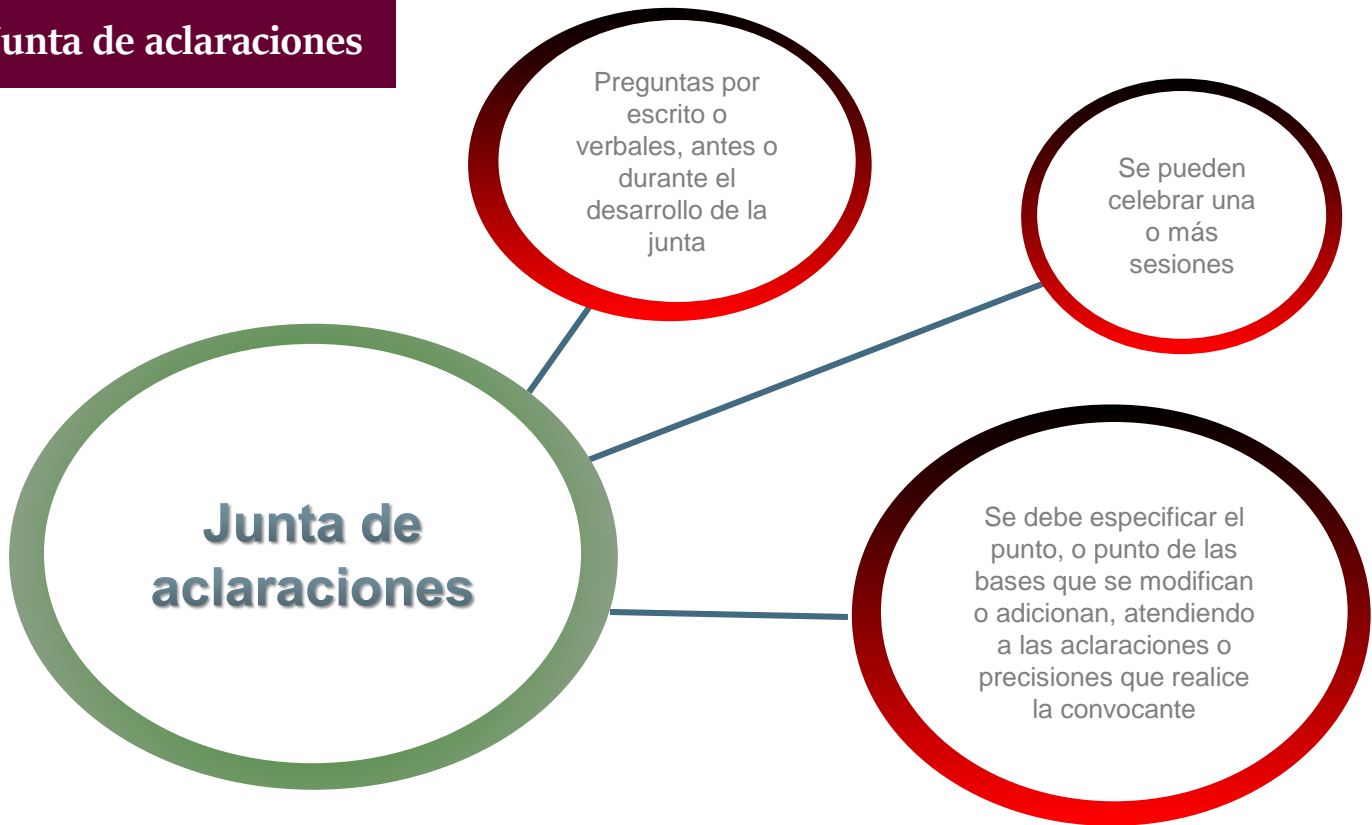 Junta de aclaraciones
Preguntas por
escrito o
verbales, antes o
durante el
desarrollo de la
junta
Se pueden
celebrar una
o más
sesiones
Junta de
aclaraciones
Se debe especificar el
punto, o punto de las
bases que se modifican
o adicionan, atendiendo
a las aclaraciones o
precisiones que realice
la convocante